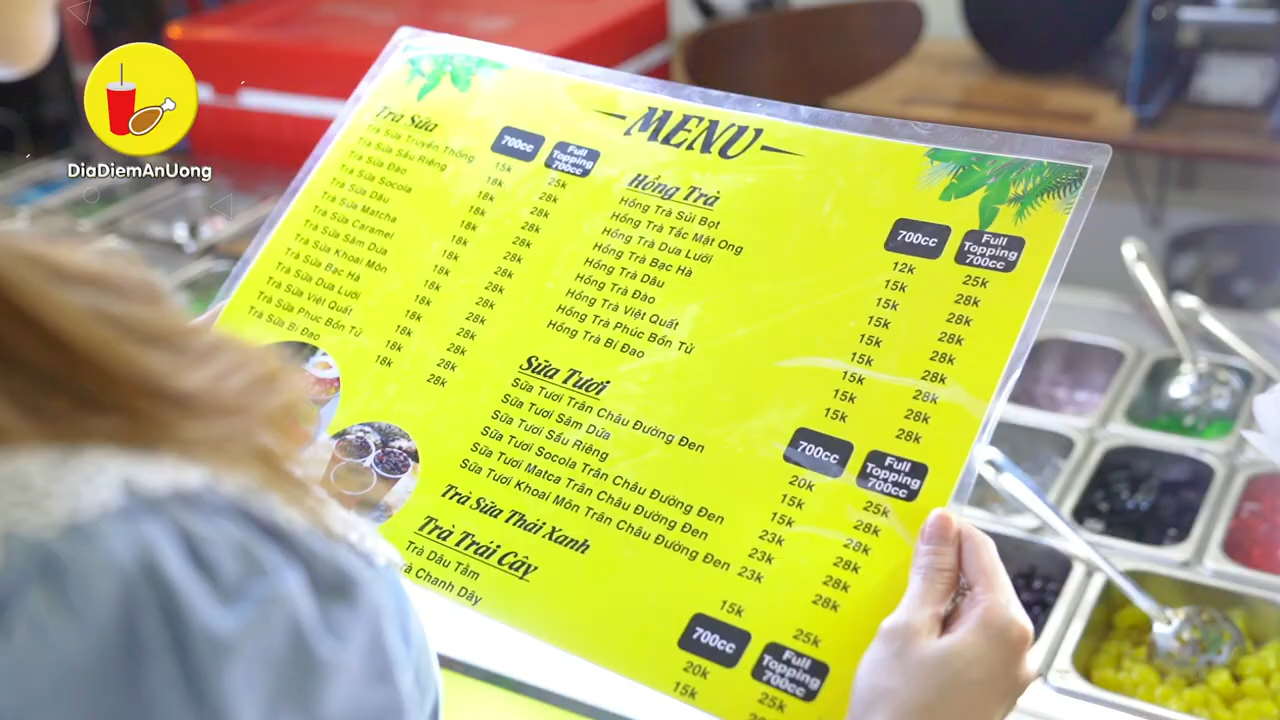 DiaDiemAnUong
MENU
Trà Sữa
700cc
Full
Topping
700cc
Trà Sữa Truyền Thống 15k 25k
Trà Sữa Sầu Riêng 18k 28k
Trà Sữa Đào 18k 28k
Trà Sữa Socola 18k 28k
Trà Sữa Dâu 18k 28k
Trà Sữa Matcha 18k 28k
Trà Sữa Caramel 18k 28k
Trà Sữa Sâm Dứa 18k 28k
Trà Sữa Khoai Môn 18k 28k
Trà Sữa Bạc Hà 18k 28k
Trà Sữa Dưa Lưới 18k 28k
Trà Sữa Việt Quất 18k 28k
Trà Sữa Phúc Bồn Tử 18k 28k
Trà Sữa Bí Đao 18k 28k
Hồng Trà
700cc
Full
Topping
700cc
Hồng Trà Sủi Bọt 12k 25k
Hồng Trà Tắc Mật Ong 15k 28k
Hồng Trà Dưa Lưới 15k 28k
Hồng Trà Bạc Hà 15k 28k
Hồng Trà Dâu 15k 28k
Hồng Trà Đào 15k 28k
Hồng Trà Việt Quất 15k 28k
Hồng Trà Phúc Bồn Tử 15k 28k
Hồng Trà Bí Đao 15k 28k
Sữa Tươi
700cc
Full
Topping
700cc
Sữa Tươi Trân Châu Đường Đen 20k 25k
Sữa Tươi Sâm Dứa 15k 28k
Sữa Tươi Sầu Riêng 15k 28k
Sữa Tươi Socola Trân Châu Đường Đen 23k 28k
Sữa Tươi Matca Trân Châu Đường Đen 23k 28k
Sữa Tươi Khoai Môn Trân Châu Đường Đen 23k 28k
Trà Sữa Thái Xanh 15k 25k
Trà Trái Cây
700cc
Full
Topping
700cc
Trà Dâu Tằm 20k 25k
Chanh Dây 15k